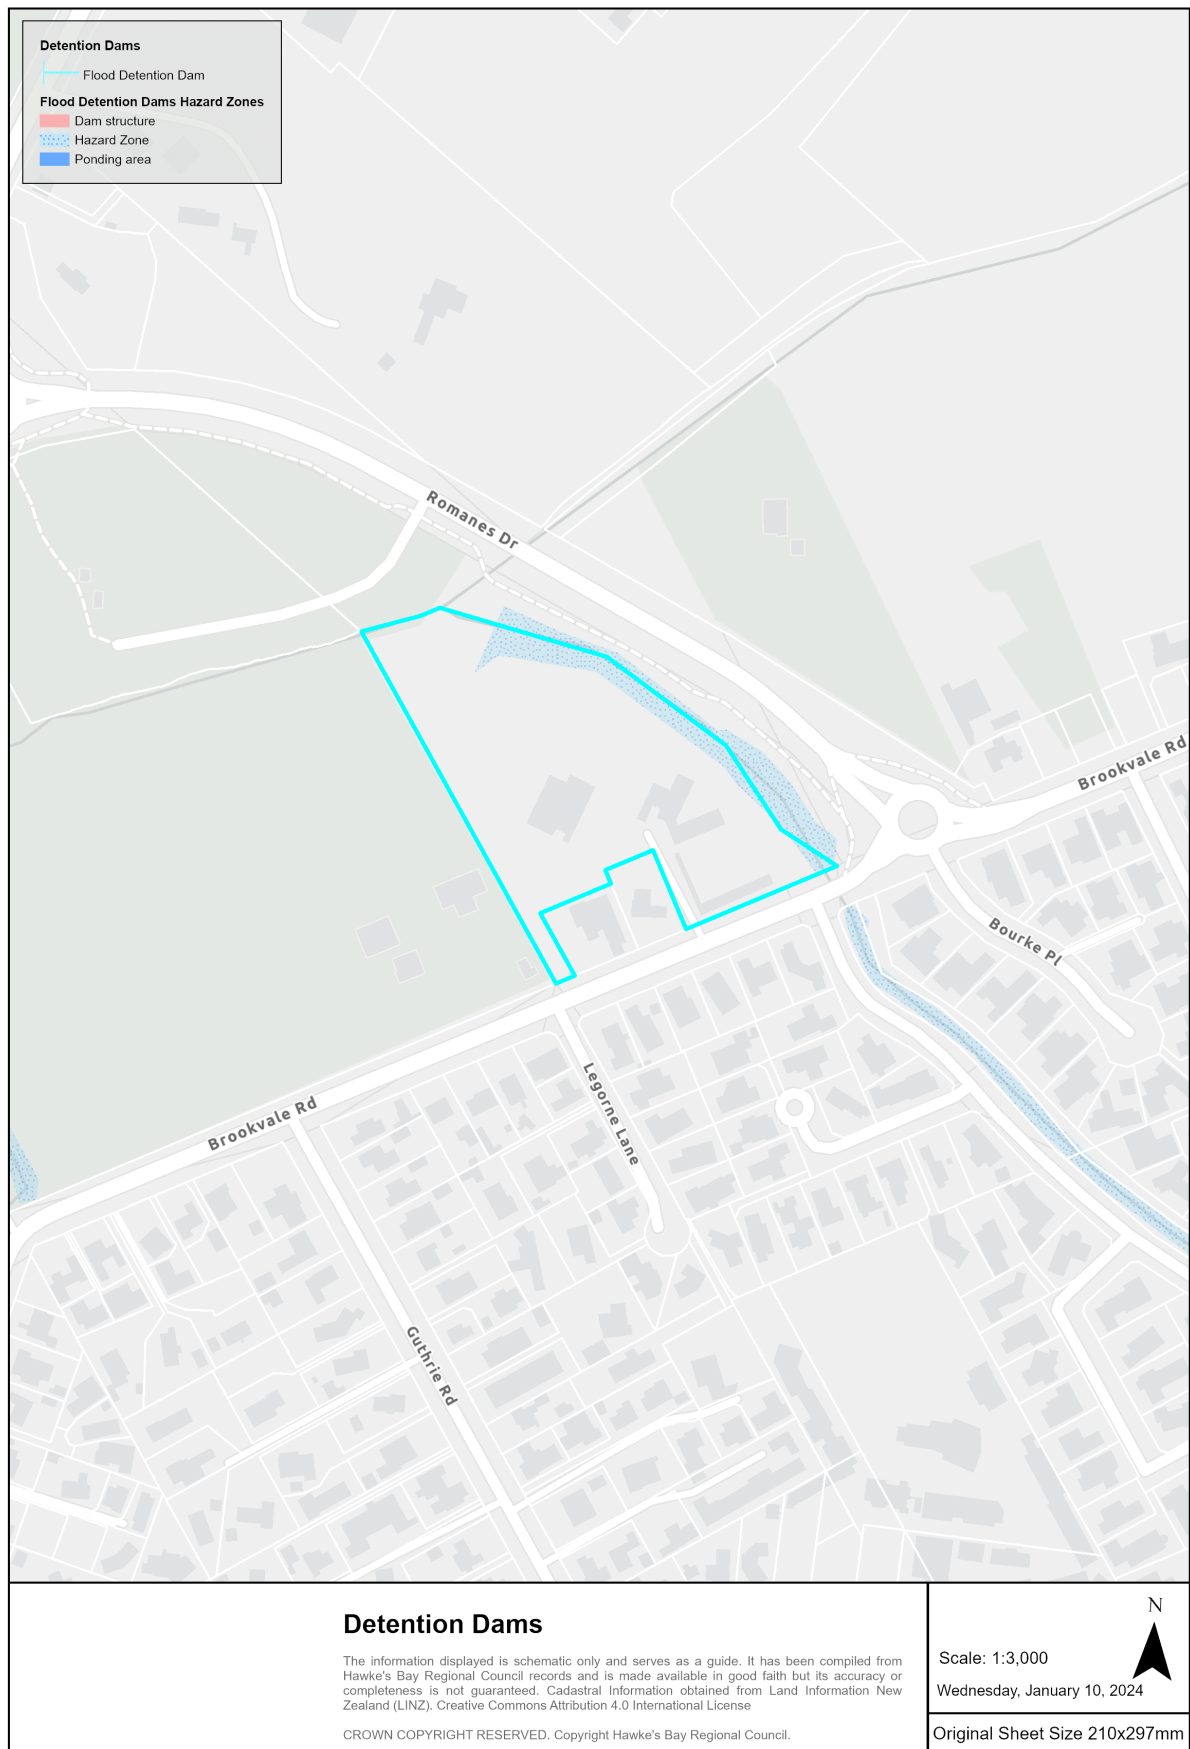 Detention Dams
Flood Detention Dam
Flood Detention Dams Hazard Zones
Dam structure
Hazard Zone
Ponding area
Romanes Dr
Brookvale Rd
Bourke Pl
Legorne Lane
Brookvale Rd
Guthrie Rd
Detention Dams
The information displayed is schematic only and serves as a guide. It has been compiled from
Hawke's Bay Regional Council records and is made available in good faith but its accuracy or
completeness is not guaranteed. Cadastral Information obtained from Land Information New
Zealand (LINZ). Creative Commons Attribution 4.0 International License
CROWN COPYRIGHT RESERVED. Copyright Hawke's Bay Regional Council.
N
Scale: 1:3,000
Wednesday, January 10, 2024
Original Sheet Size 210x297mm